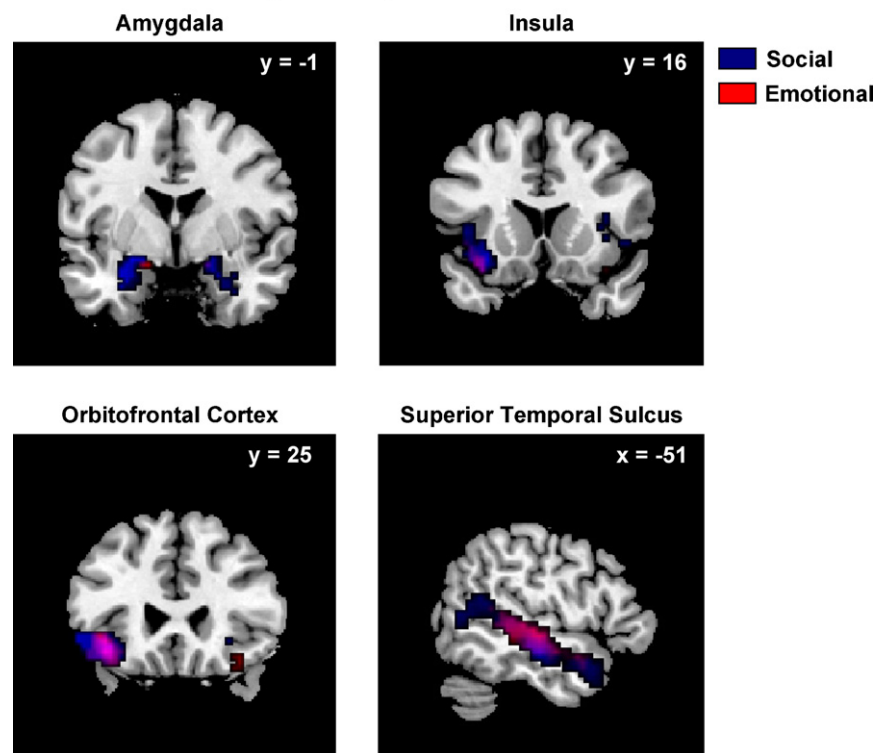 Amygdala
y = -1
Insula
y = 16
Social
Emotional
Orbitofrontal Cortex
y = 25
Superior Temporal Sulcus
x = -51